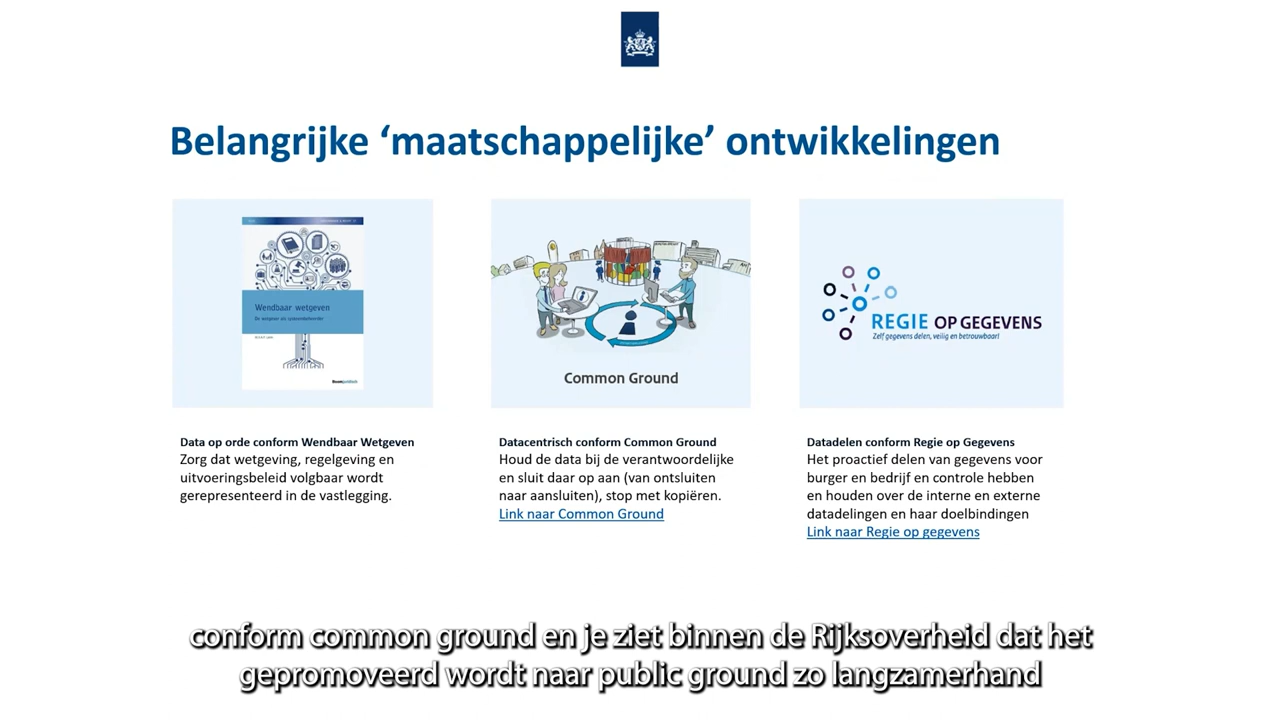 Belangrijke ‘maatschappelijke’ ontwikkelingen
Wendbaar wetgeven
De wetgever als systeembeheerder
Boomjuridisch
Common Ground
REGIE OP GEGEVENS
Zelf gegevens delen, veilig en betrouwbaar!
Data op orde conform Wendbaar Wetgeven
Zorg dat wetgeving, regelgeving en
uitvoeringsbeleid volgbaar wordt
gerepresenteerd in de vastlegging.
Datacentrisch conform Common Ground
Houd de data bij de verantwoordelijke
en sluit daar op aan (van ontsluiten
naar aansluiten), stop met kopiëren.
Link naar Common Ground
Datadelen conform Regie op Gegevens
Het proactief delen van gegevens voor
burger en bedrijf en controle hebben
en houden over de interne en externe
datadelingen en haar doelbindingen
Link naar Regie op gegevens
conform common ground en je ziet binnen de Rijksoverheid dat het
gepromoveerd wordt naar public ground zo langzamerhand